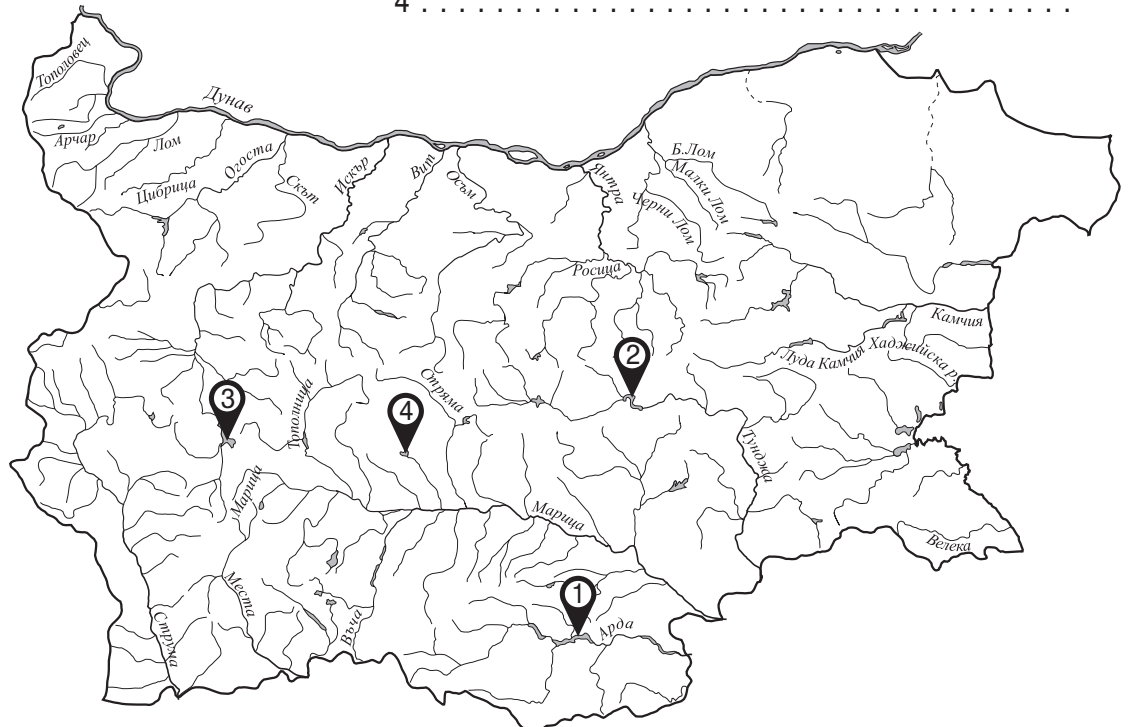 4 . . . . . . . . . . . . . . . . . . . . . . . . . . . . . . . . . . .
Тополовец
Дунав
Арчар
Лом
Цибрица
Огоста
Скът
Искър
Вит
Осъм
Янтра
Б.Лом
Малки Лом
Черни Лом
Росица
Камчия
Луда Камчия
Хаджийска р.
2
3
4
Стряма
Тополница
Тунджа
Марица
Марица
Велека
1
Места
Струма
Въча
Арда